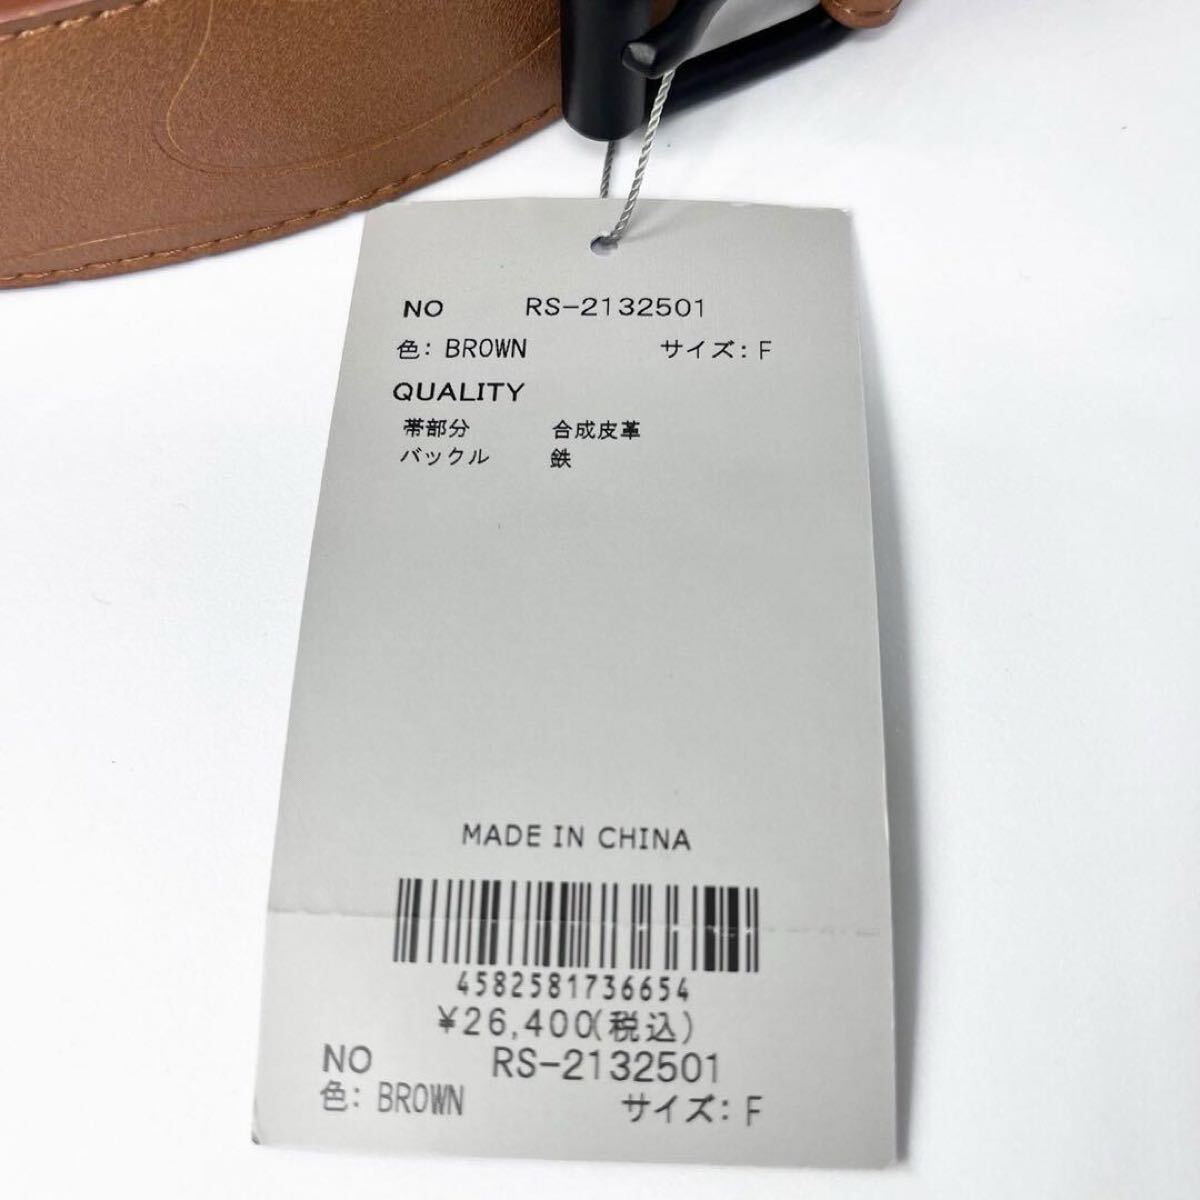 NO RS-2132501
色: BROWN サイズ: F
QUALITY
帯部分 合成皮革
バックル 鉄
MADE IN CHINA
4582581736654
¥26,400(税込)
NO RS-2132501
色: BROWN サイズ: F